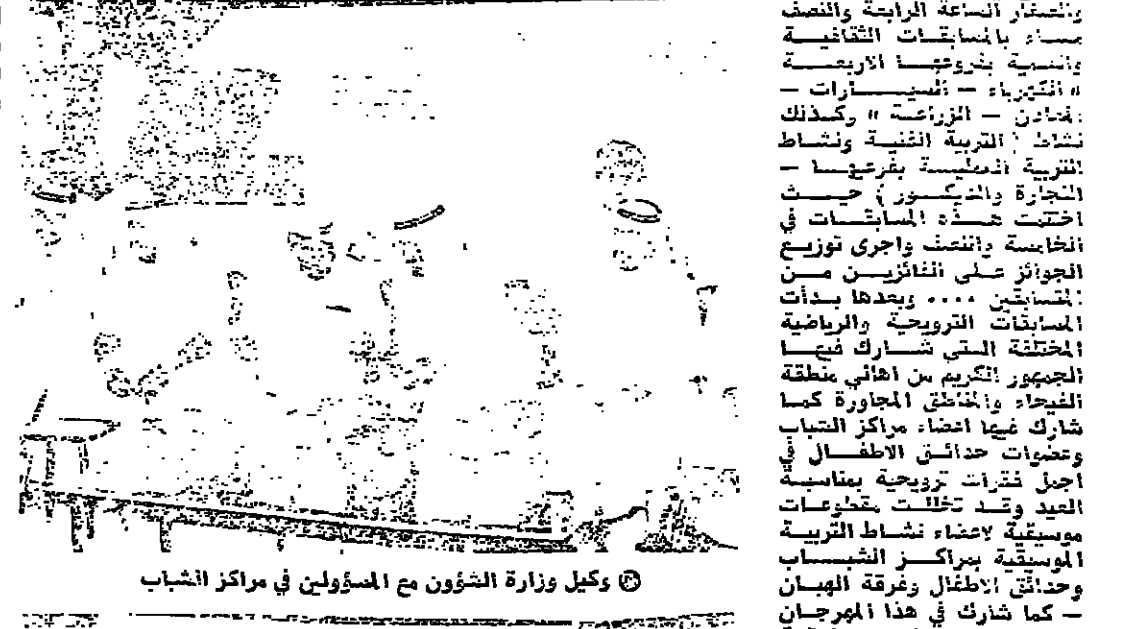 والصغار الساعة الرابعة والنصف
مساء بالمسابقات الثقافية
والعلمية بفروعها الاربعة
« الكهرباء — السيارات —
المعادن — الزراعة » وكذلك
نشاط ( التربية الفنية ونشاط
التربية العملية بفرعيها —
النجارة والديكور ) حيث
اختتمت هذه المسابقات في
الخامسة والنصف واجرى توزيع
الجوائز على الفائزين من
المتسابقين .... وبعدها بدأت
المسابقات الترويحية والرياضية
المختلفة التي شارك فيها
الجمهور الكريم من اهالي منطقة
الفيحاء والمناطق المجاورة كما
شارك فيها اعضاء مراكز الشباب
وعضوات حدائق الاطفال في
اجمل فترات ترويحية بمناسبة
العيد وقد تخللت مقطوعات
موسيقية لاعضاء نشاط التربية
الموسيقية بمراكز الشباب
وحدائق الاطفال وفرقة الهبان
— كما شارك في هذا المهرجان
وكيل وزارة الشؤون مع المسؤولين في مراكز الشباب